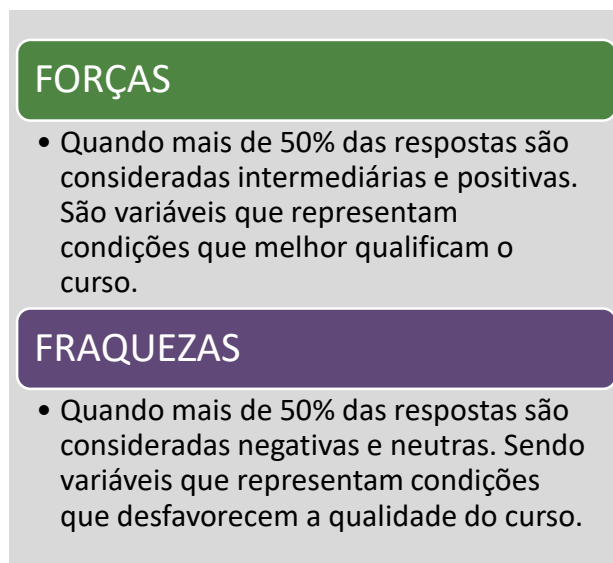 FORÇAS
• Quando mais de 50% das respostas são
consideradas intermediárias e positivas.
São variáveis que representam
condições que melhor qualificam o
curso.
FRAQUEZAS
• Quando mais de 50% das respostas são
consideradas negativas e neutras. Sendo
variáveis que representam condições
que desfavorecem a qualidade do curso.